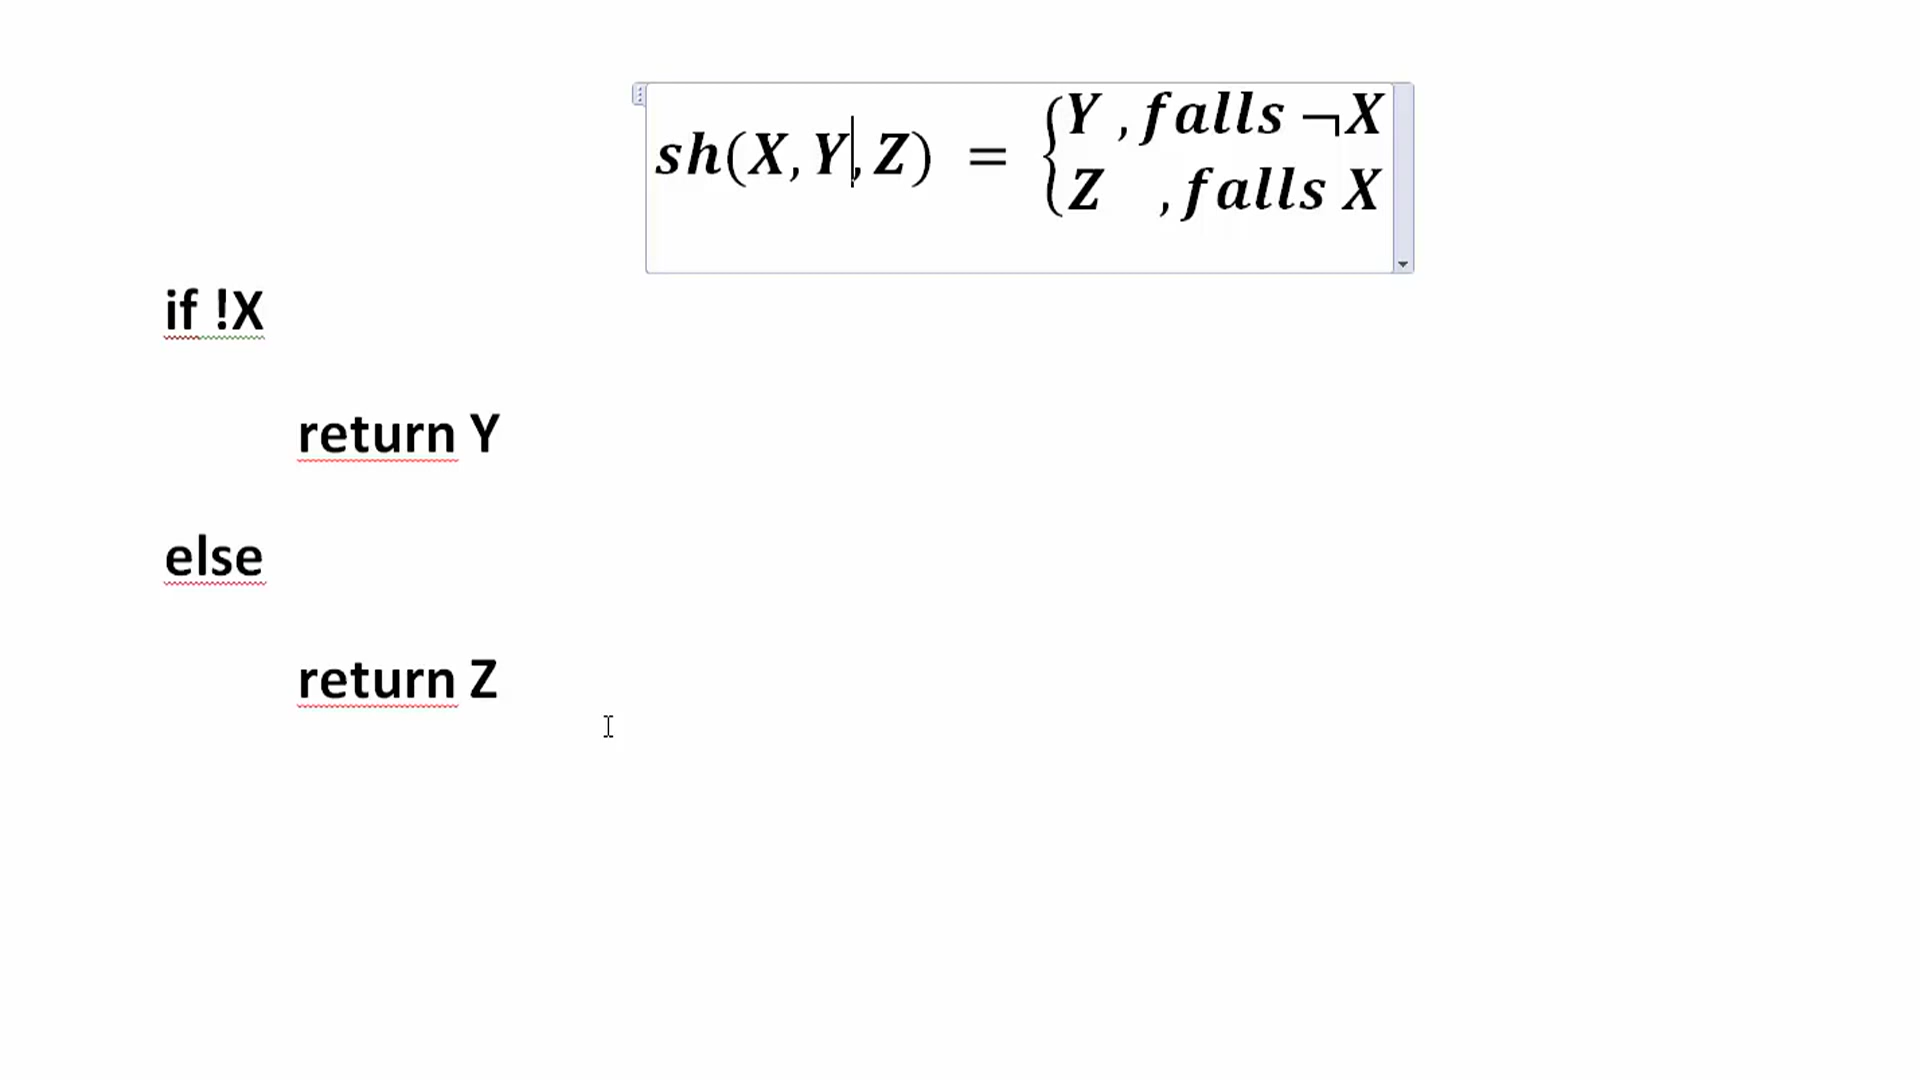 sh(X, Y, Z) = { Y , falls ¬X
Z , falls X
if !X
return Y
else
return Z